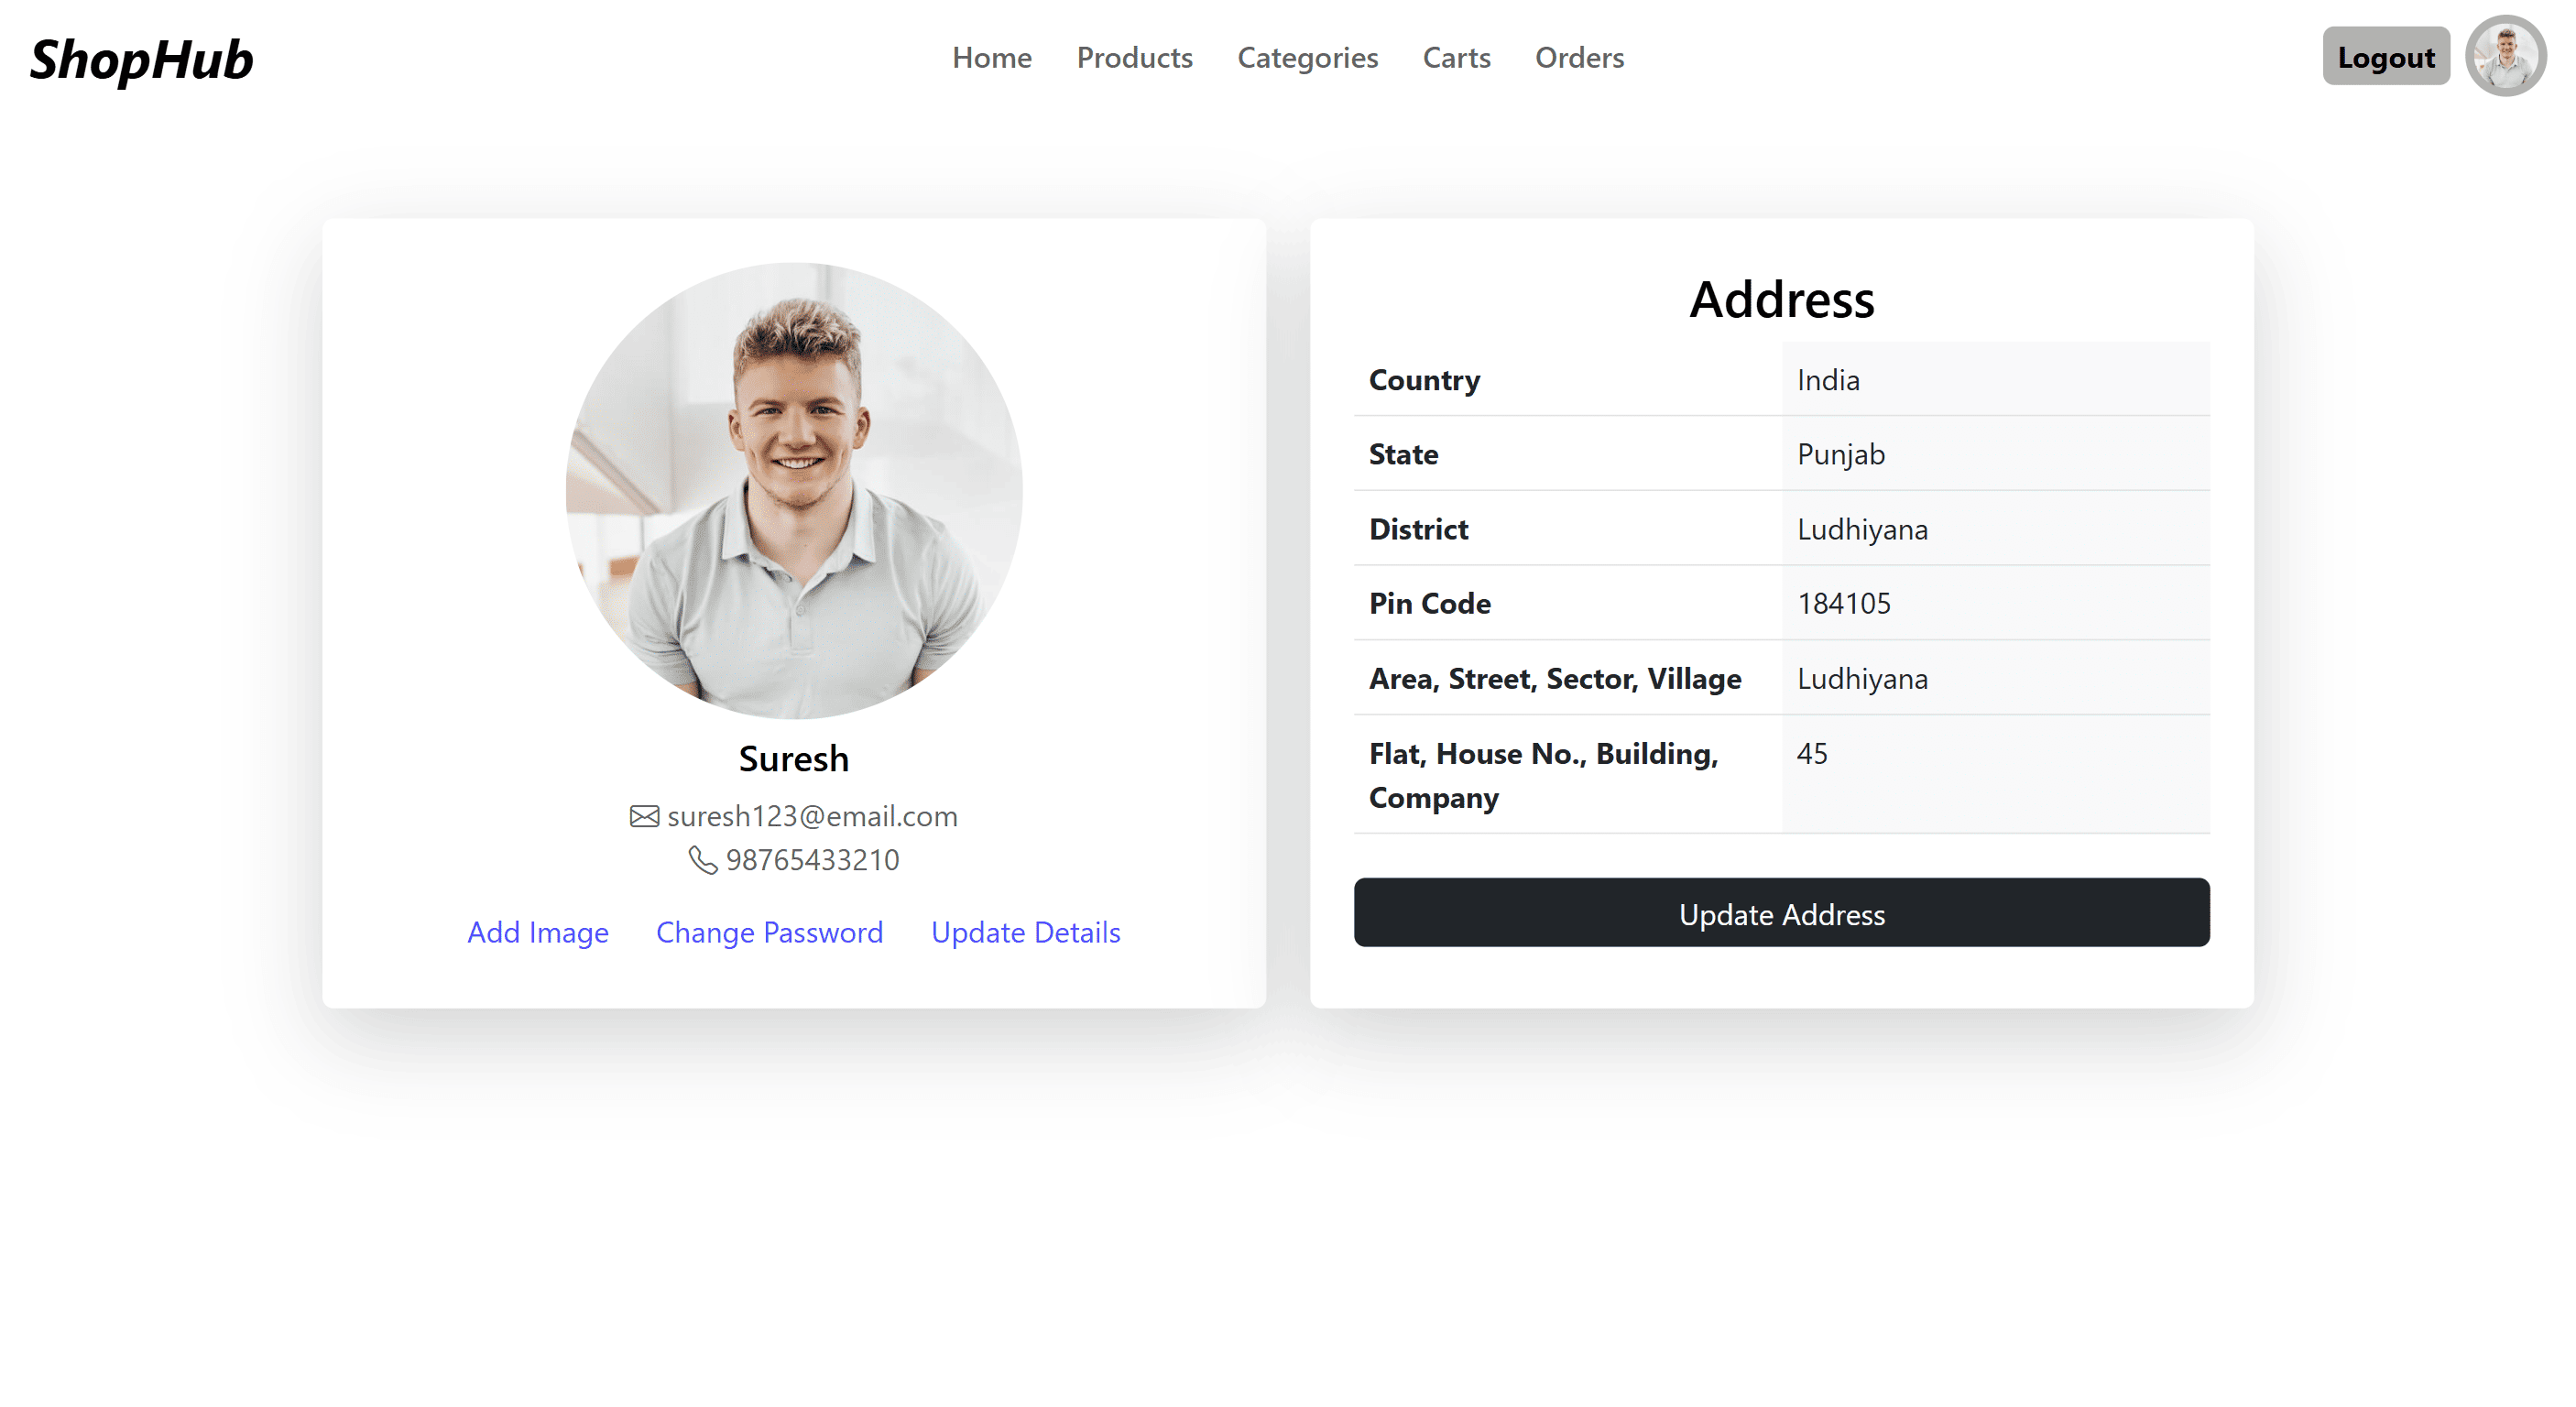 ShopHub
Home Products Categories Carts Orders
Logout
Suresh
suresh123@email.com
98765433210
Add Image Change Password Update Details
Address
Country India
State Punjab
District Ludhiyana
Pin Code 184105
Area, Street, Sector, Village Ludhiyana
Flat, House No., Building, 45
Company
Update Address